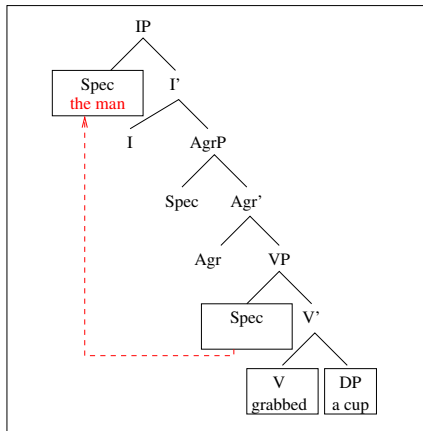 IP
Spec I'
the man
I AgrP
Spec Agr'
Agr VP
Spec V'
V DP
grabbed a cup